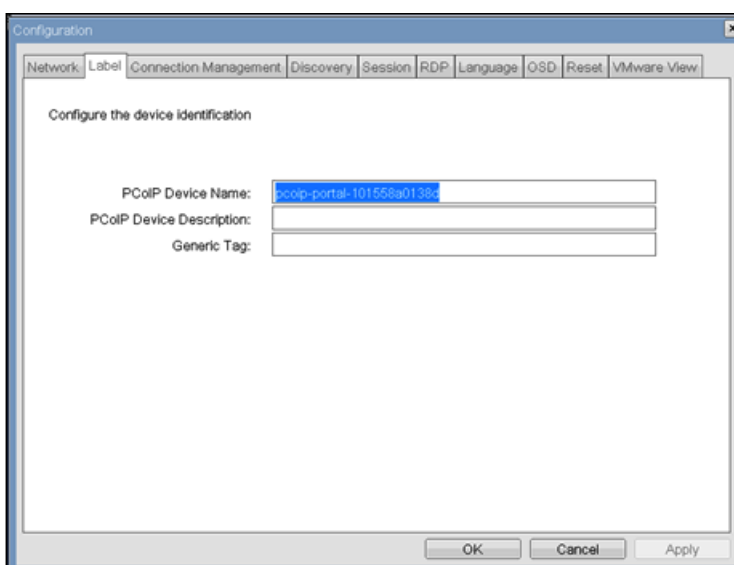 Configuration
Network Label Connection Management Discovery Session RDP Language OSD Reset VMware View
Configure the device identification
PCoIP Device Name: pcoip-portal-101558a0138d
PCoIP Device Description:
Generic Tag:
OK Cancel Apply